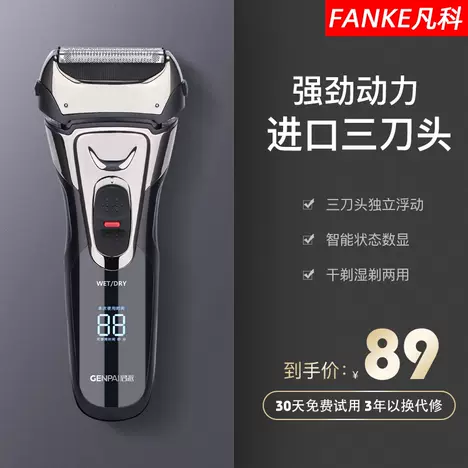 FANKE凡科
强劲动力
进口三刀头
三刀头独立浮动
智能状态数显
干剃湿剃两用
WET/DRY
88
GENPAI
到手价:¥89
30天免费试用 3年以换代修